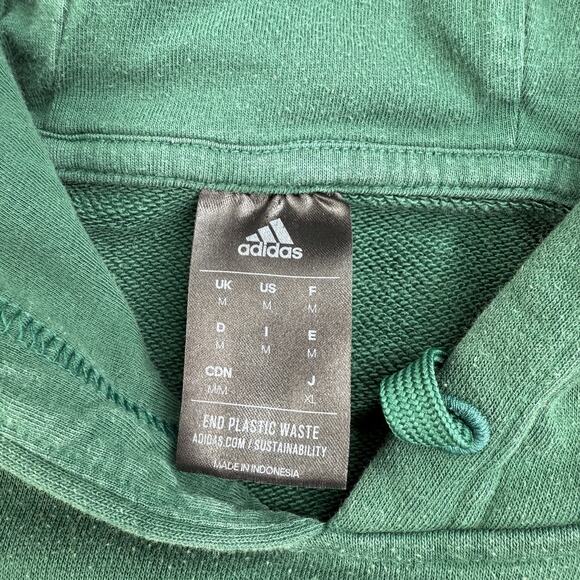 adidas
UK US F
M M M
D I E
M M M
CDN J
M/M XL
END PLASTIC WASTE
ADIDAS.COM / SUSTAINABILITY
MADE IN INDONESIA